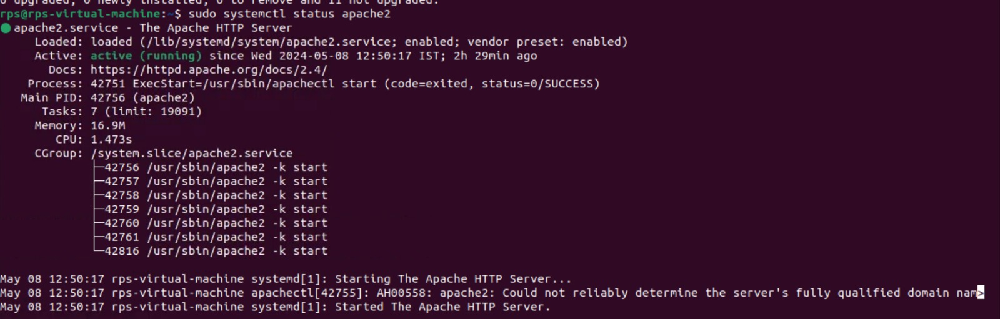 0 upgraded, 0 newly installed, 0 to remove and 11 not upgraded.
rps@rps-virtual-machine:~$ sudo systemctl status apache2
● apache2.service - The Apache HTTP Server
     Loaded: loaded (/lib/systemd/system/apache2.service; enabled; vendor preset: enabled)
     Active: active (running) since Wed 2024-05-08 12:50:17 IST; 2h 29min ago
       Docs: https://httpd.apache.org/docs/2.4/
    Process: 42751 ExecStart=/usr/sbin/apachectl start (code=exited, status=0/SUCCESS)
   Main PID: 42756 (apache2)
      Tasks: 7 (limit: 19091)
     Memory: 16.9M
        CPU: 1.473s
     CGroup: /system.slice/apache2.service
             ├─42756 /usr/sbin/apache2 -k start
             ├─42757 /usr/sbin/apache2 -k start
             ├─42758 /usr/sbin/apache2 -k start
             ├─42759 /usr/sbin/apache2 -k start
             ├─42760 /usr/sbin/apache2 -k start
             ├─42761 /usr/sbin/apache2 -k start
             └─42816 /usr/sbin/apache2 -k start
May 08 12:50:17 rps-virtual-machine systemd[1]: Starting The Apache HTTP Server...
May 08 12:50:17 rps-virtual-machine apachectl[42755]: AH00558: apache2: Could not reliably determine the server's fully qualified domain nam>
May 08 12:50:17 rps-virtual-machine systemd[1]: Started The Apache HTTP Server.